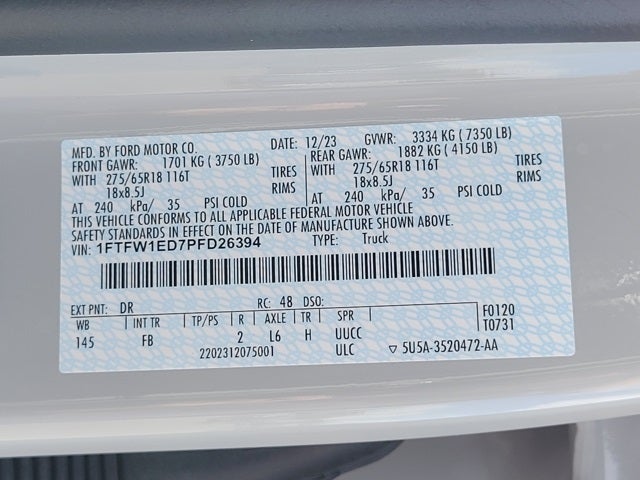 MFD. BY FORD MOTOR CO. DATE: 12/23 GVWR: 3334 KG ( 7350 LB)
FRONT GAWR: 1701 KG ( 3750 LB) REAR GAWR: 1882 KG ( 4150 LB)
WITH 275/65R18 116T TIRES WITH 275/65R18 116T TIRES
18x8.5J RIMS 18x8.5J RIMS
AT 240 kPa/ 35 PSI COLD AT 240 kPa/ 35 PSI COLD
THIS VEHICLE CONFORMS TO ALL APPLICABLE FEDERAL MOTOR VEHICLE
SAFETY STANDARDS IN EFFECT ON THE DATE OF MANUFACTURE SHOWN ABOVE.
VIN: 1FTFW1ED7PFD26394 TYPE: Truck
EXT PNT: DR RC: 48 DSO: F0120
WB INT TR TP/PS R AXLE TR SPR T0731
145 FB 2 L6 H UUCC
2202312075001 ULC ▽ 5U5A-3520472-AA